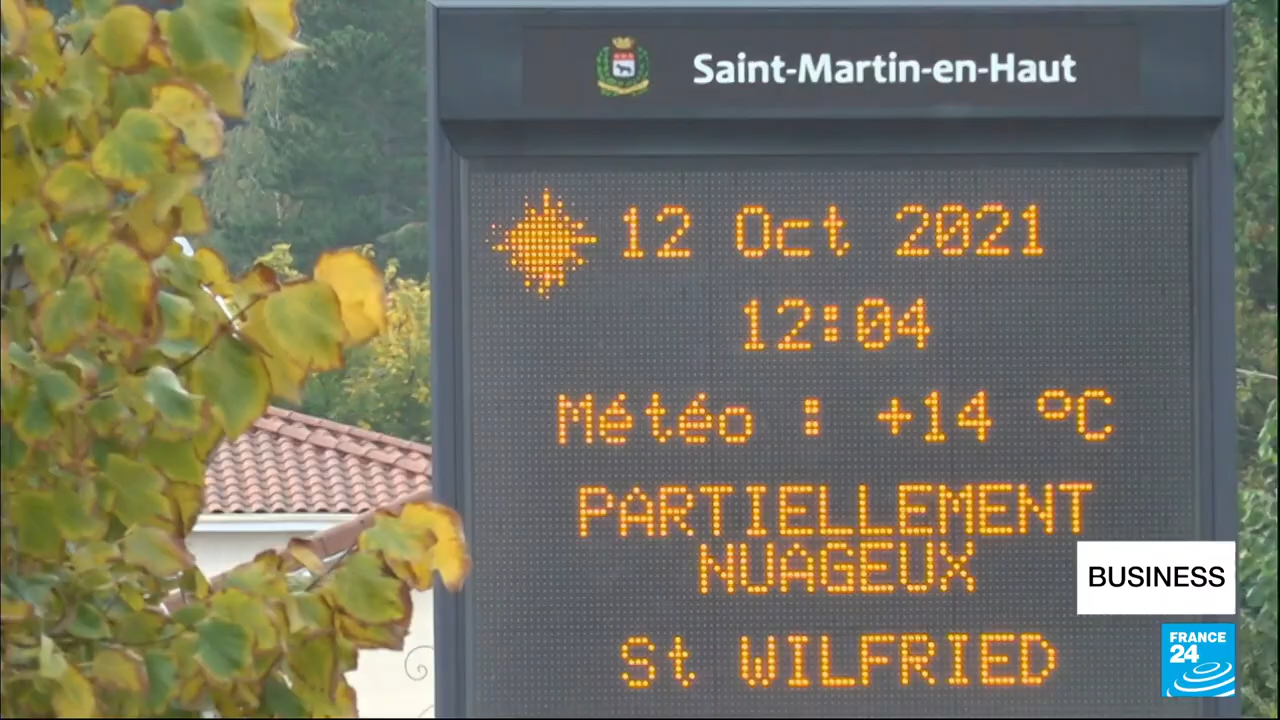 Saint-Martin-en-Haut
12 Oct 2021
12:04
Météo : +14 °C
PARTIELLEMENT
NUAGEUX
St WILFRIED
BUSINESS
FRANCE
24